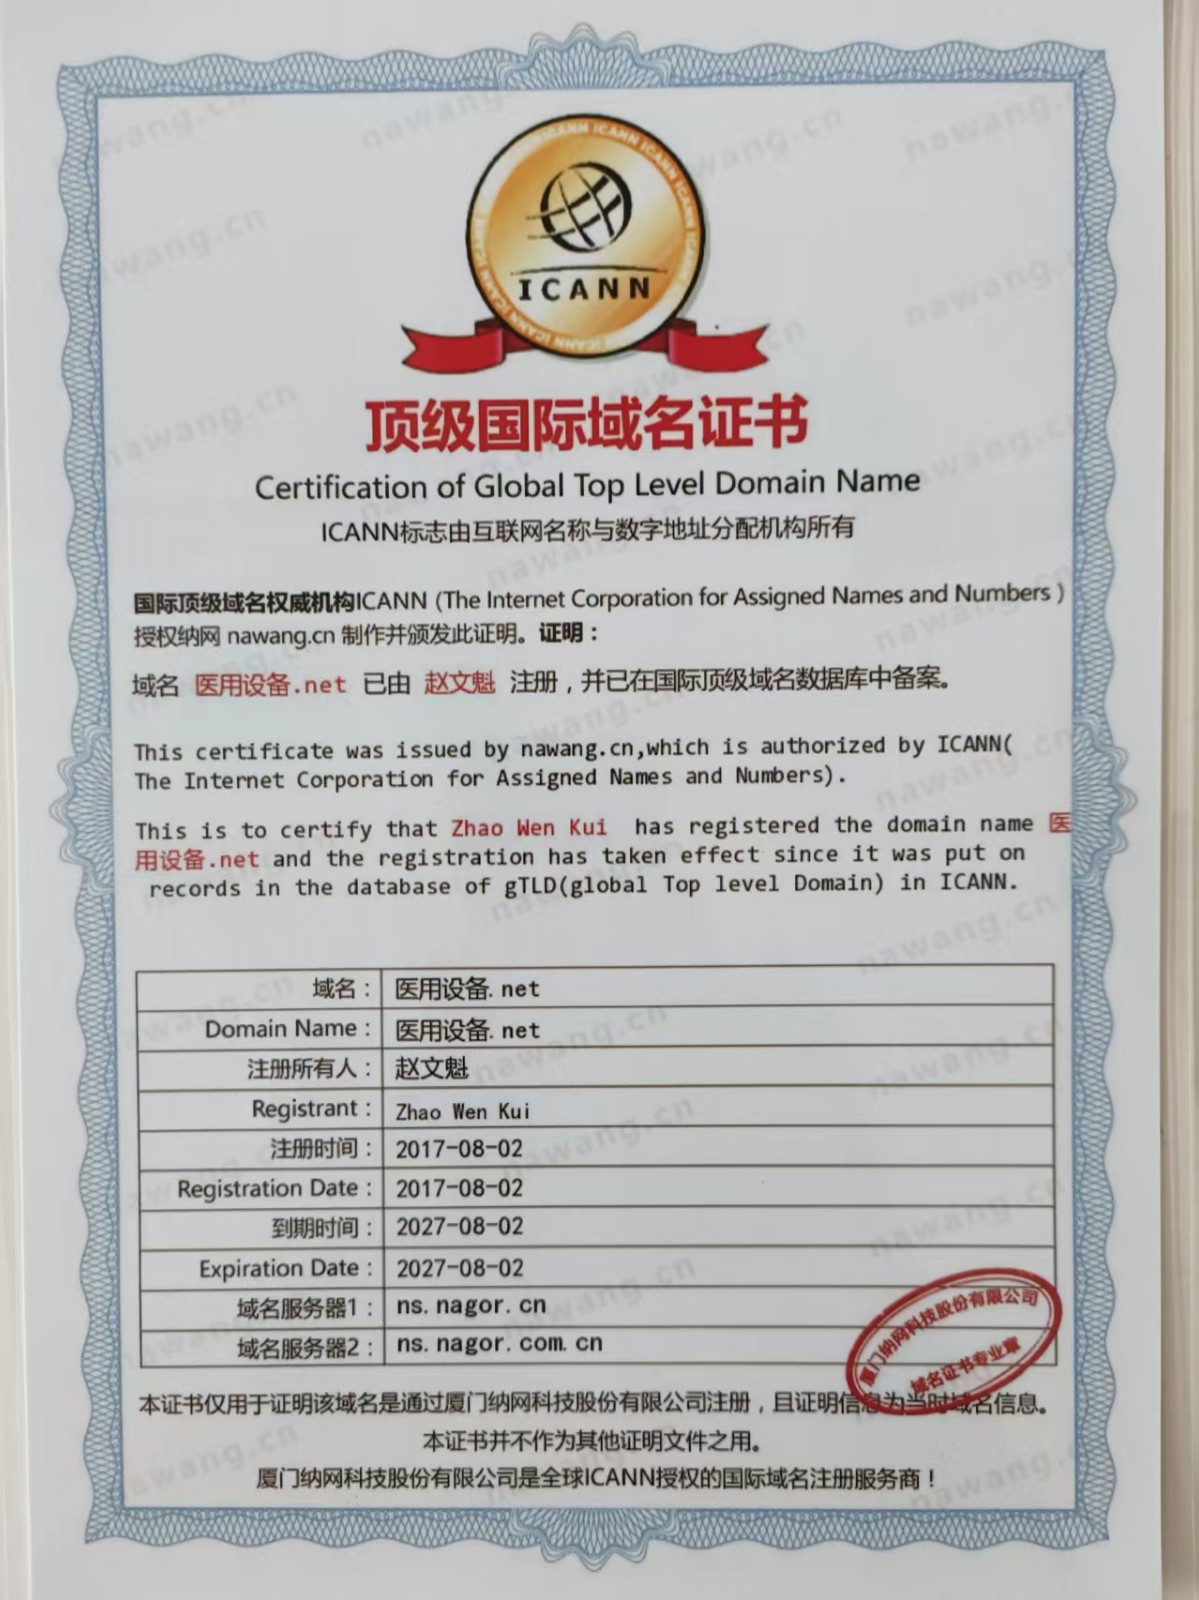 ICANN
顶级国际域名证书
Certification of Global Top Level Domain Name
ICANN标志由互联网名称与数字地址分配机构所有
国际顶级域名权威机构ICANN (The Internet Corporation for Assigned Names and Numbers )
授权纳网 nawang.cn 制作并颁发此证明。证明：
域名 医用设备.net 已由 赵文魁 注册，并已在国际顶级域名数据库中备案。
This certificate was issued by nawang.cn,which is authorized by ICANN(
The Internet Corporation for Assigned Names and Numbers).
This is to certify that Zhao Wen Kui has registered the domain name 医
用设备.net and the registration has taken effect since it was put on
records in the database of gTLD(global Top level Domain) in ICANN.
域名： 医用设备.net
Domain Name： 医用设备.net
注册所有人： 赵文魁
Registrant： Zhao Wen Kui
注册时间： 2017-08-02
Registration Date： 2017-08-02
到期时间： 2027-08-02
Expiration Date： 2027-08-02
域名服务器1： ns.nagor.cn
域名服务器2： ns.nagor.com.cn
厦门纳网科技股份有限公司
域名证书专业章
本证书仅用于证明该域名是通过厦门纳网科技股份有限公司注册，且证明信息为当时域名信息。
本证书并不作为其他证明文件之用。
厦门纳网科技股份有限公司是全球ICANN授权的国际域名注册服务商！